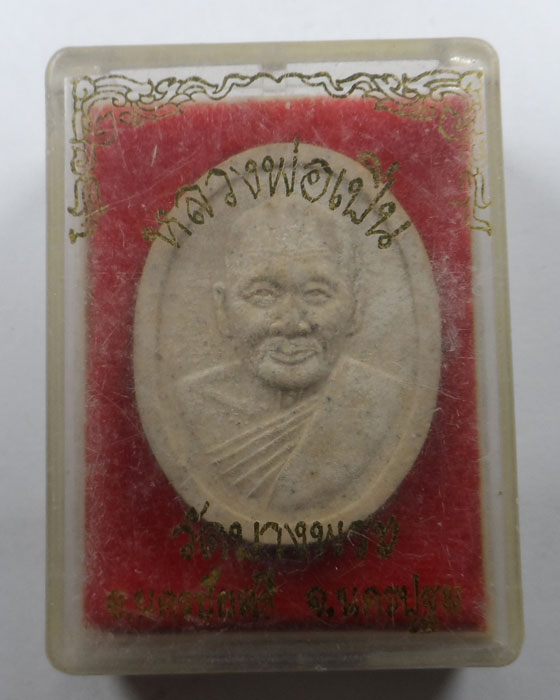 หลวงพ่อเปิ่น
วัดบางพระ
อ.นครชัยศรี จ.นครปฐม